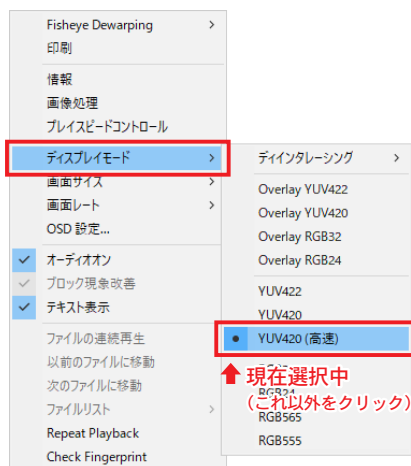 Fisheye Dewarping
印刷
情報
画像処理
プレイスピードコントロール
ディスプレイモード
画面サイズ
画面レート
OSD 設定...
オーディオオン
ブロック現象改善
テキスト表示
ファイルの連続再生
以前のファイルに移動
次のファイルに移動
ファイルリスト
Repeat Playback
Check Fingerprint
ディインタレーシング
Overlay YUV422
Overlay YUV420
Overlay RGB32
Overlay RGB24
YUV422
YUV420
YUV420 (高速)
現在選択中
RGB24
(これ以外をクリック)
RGB565
RGB555